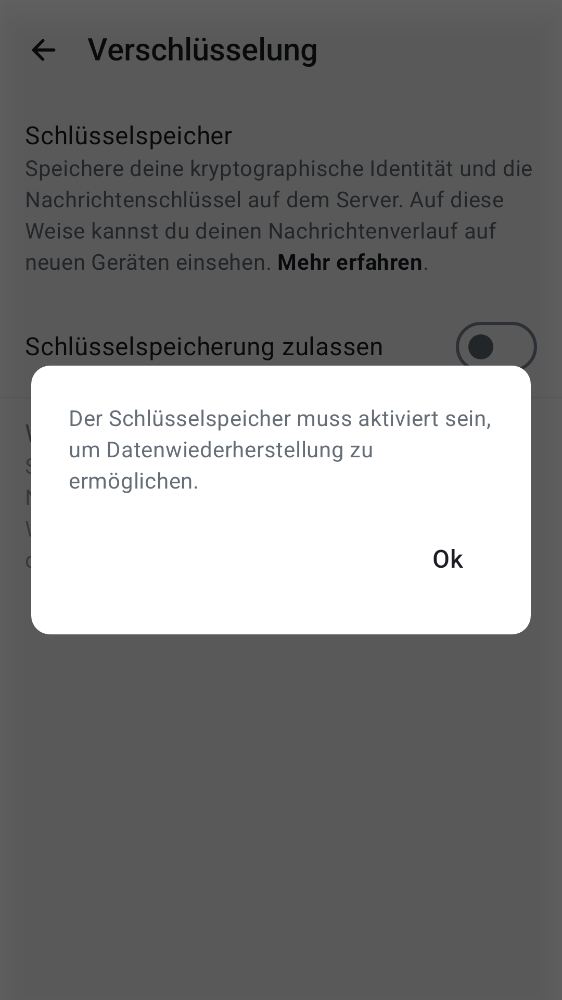 Verschlüsselung
Schlüsselspeicher
Speichere deine kryptographische Identität und die
Nachrichtenschlüssel auf dem Server. Auf diese
Weise kannst du deinen Nachrichtenverlauf auf
neuen Geräten einsehen. Mehr erfahren.
Schlüsselspeicherung zulassen
Der Schlüsselspeicher muss aktiviert sein,
um Datenwiederherstellung zu
ermöglichen.
Ok